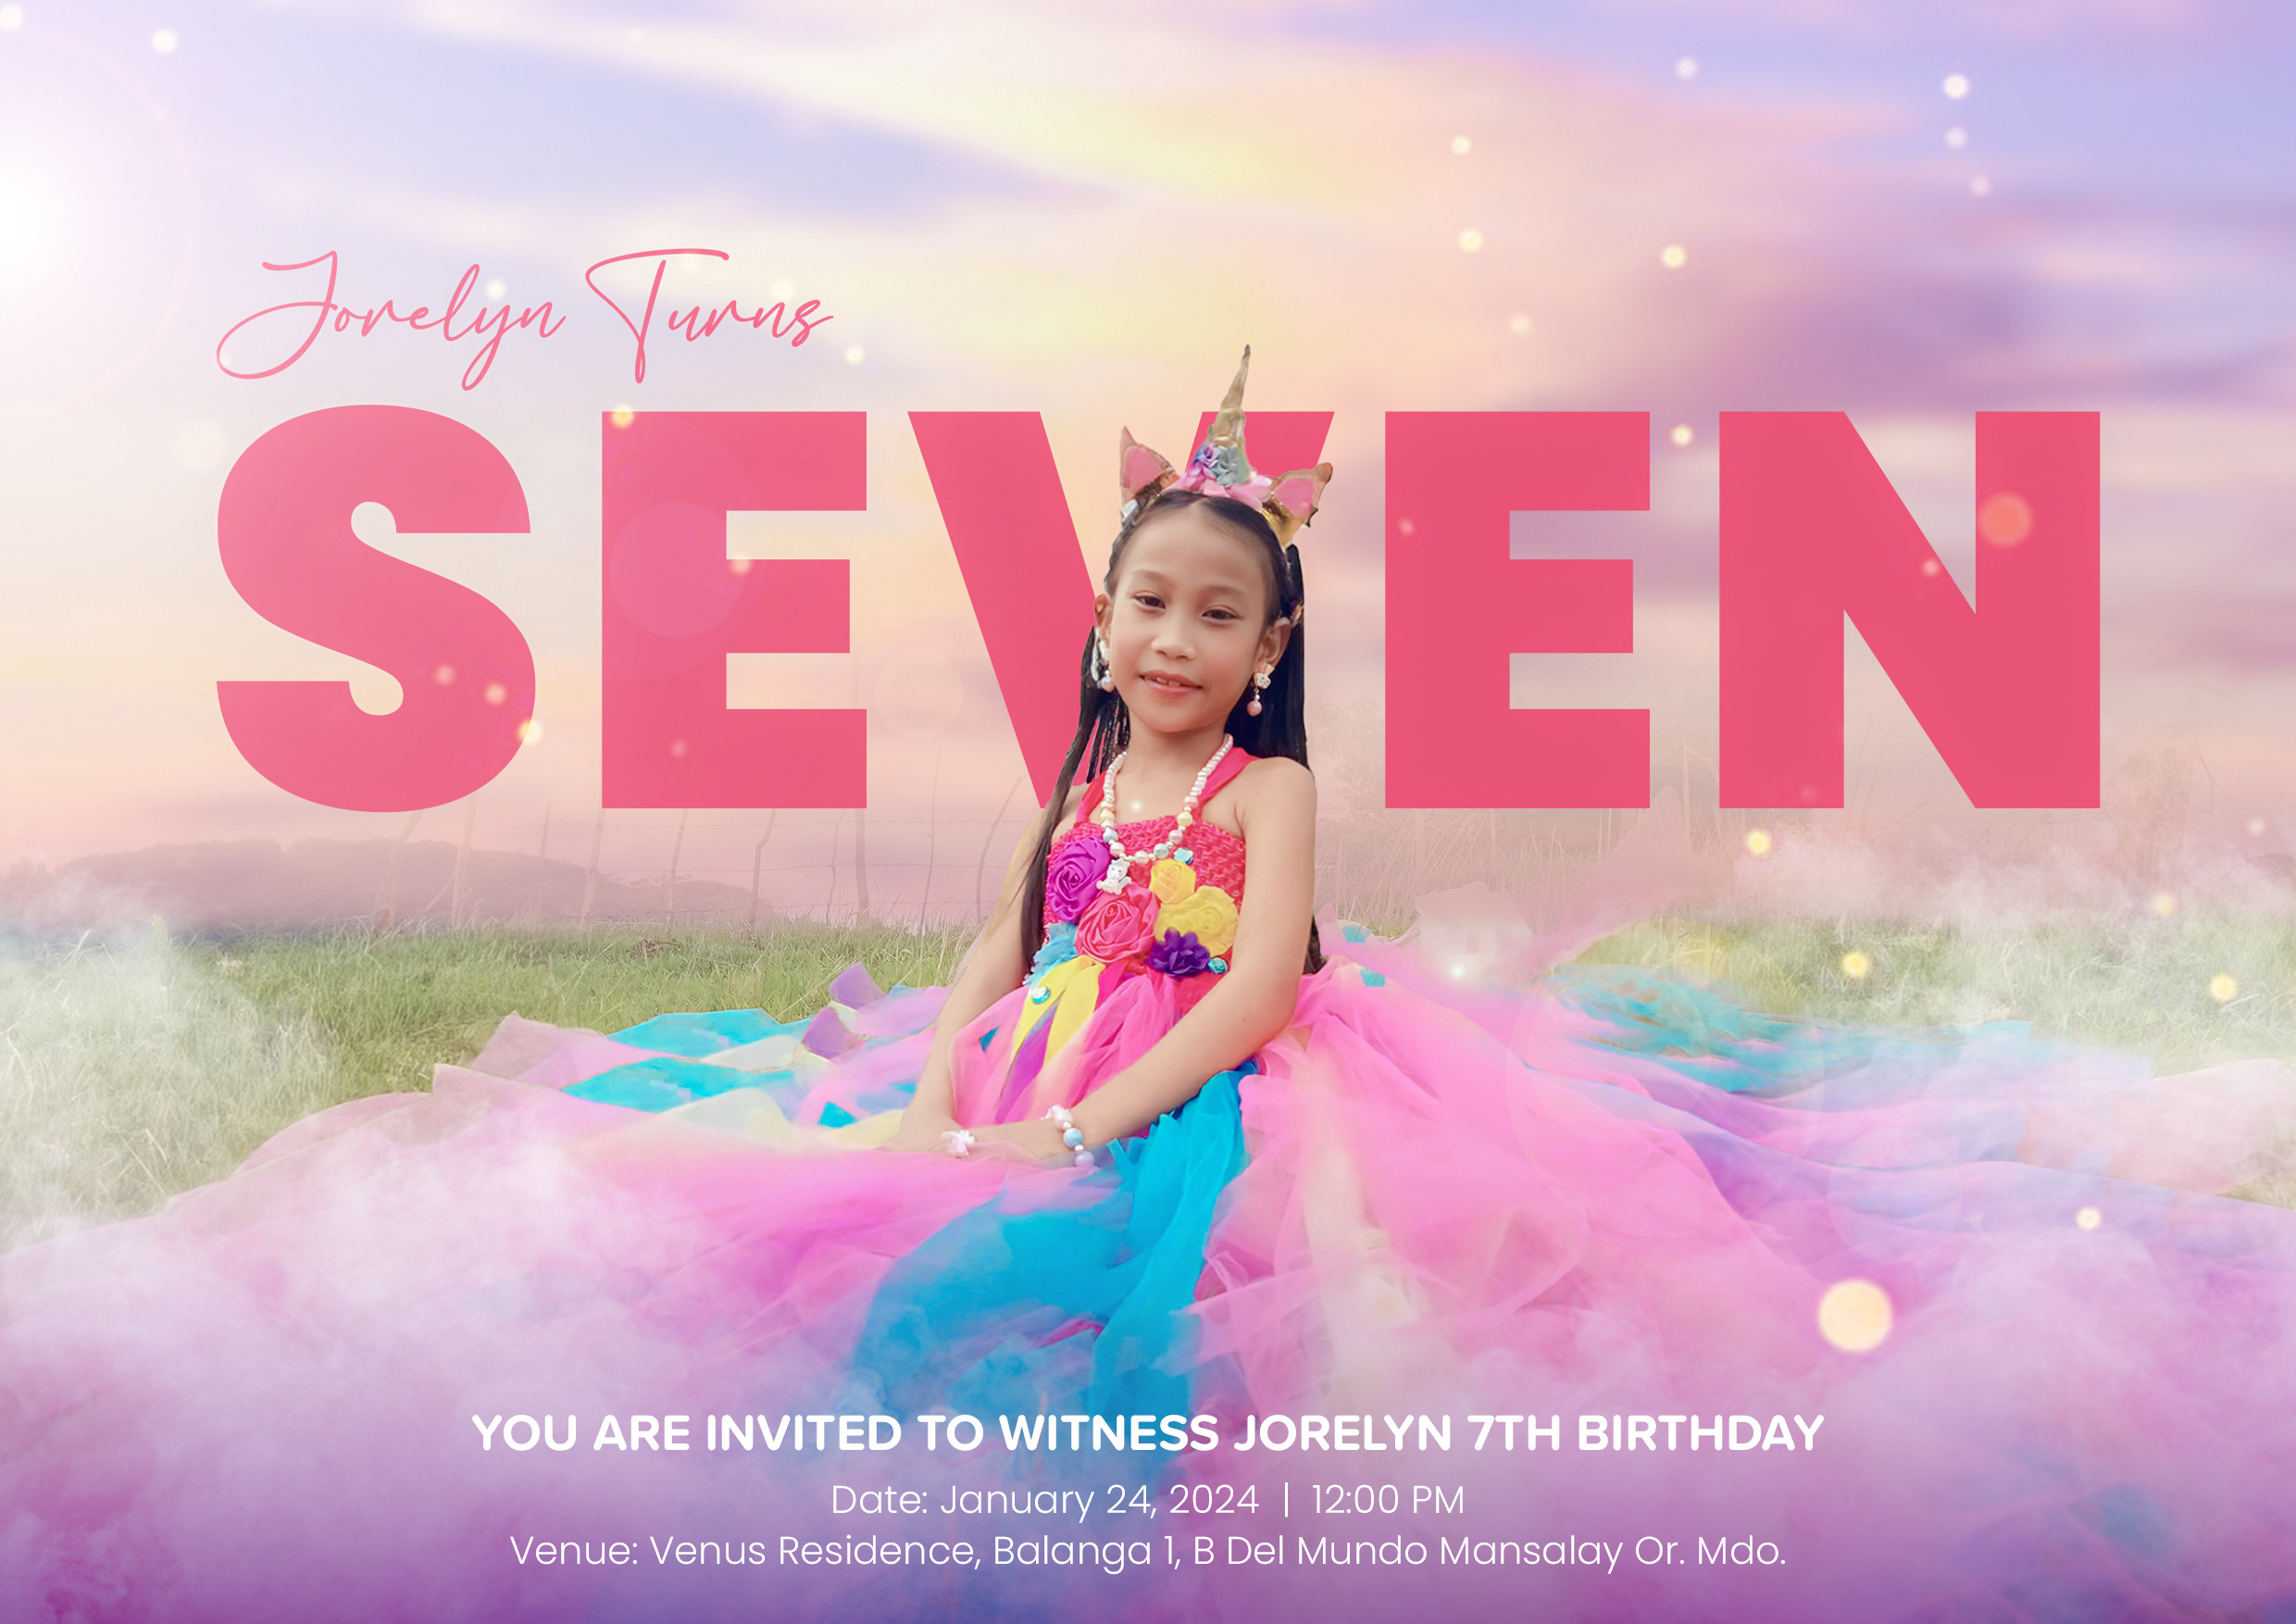 Jorelyn Turns
SEVEN
YOU ARE INVITED TO WITNESS JORELYN 7TH BIRTHDAY
Date: January 24, 2024 | 12:00 PM
Venue: Venus Residence, Balanga 1, B Del Mundo Mansalay Or. Mdo.